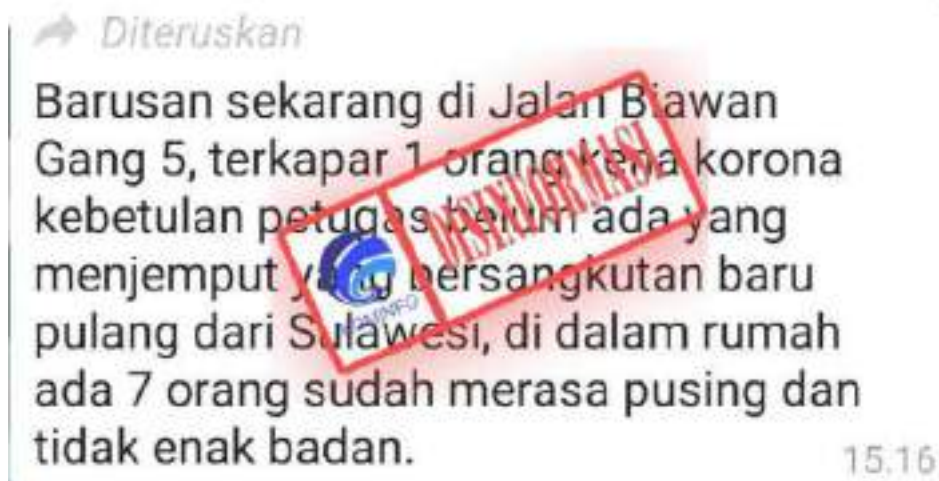 Diteruskan
Barusan sekarang di Jalan Biawan
Gang 5, terkapar 1 orang kena korona
kebetulan petugas belum ada yang
menjemput yang bersangkutan baru
pulang dari Sulawesi, di dalam rumah
ada 7 orang sudah merasa pusing dan
tidak enak badan.
15.16
DISINFORMASI
KOMINFO